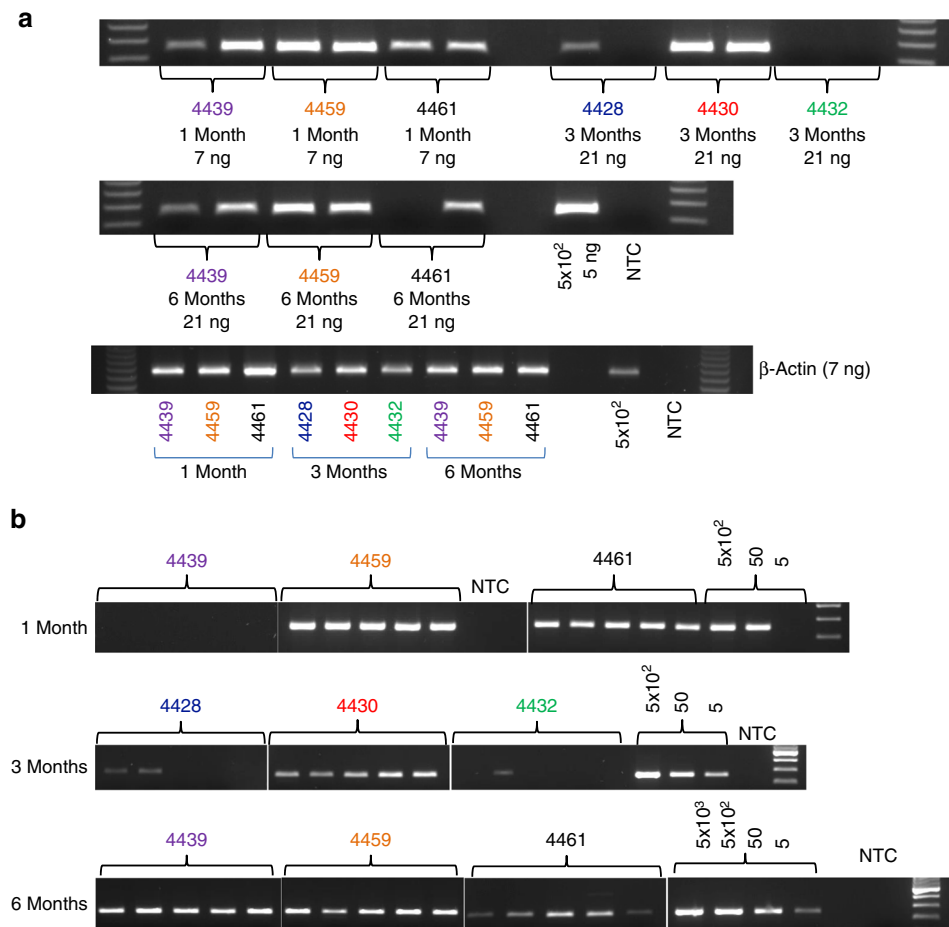 a
4439 4459 4461 4428 4430 4432
1 Month 1 Month 1 Month 3 Months 3 Months 3 Months
7 ng 7 ng 7 ng 21 ng 21 ng 21 ng
4439 4459 4461 5x10² 5 ng NTC
6 Months 6 Months 6 Months
21 ng 21 ng 21 ng
β-Actin (7 ng)
4439 4459 4461 4428 4430 4432 4439 4459 4461 5x10² NTC
1 Month 3 Months 6 Months
b
4439 4459 NTC 4461 5x10² 50 5
1 Month
4428 4430 4432 5x10² 50 5 NTC
3 Months
4439 4459 4461 5x10³ 5x10² 50 5 NTC
6 Months